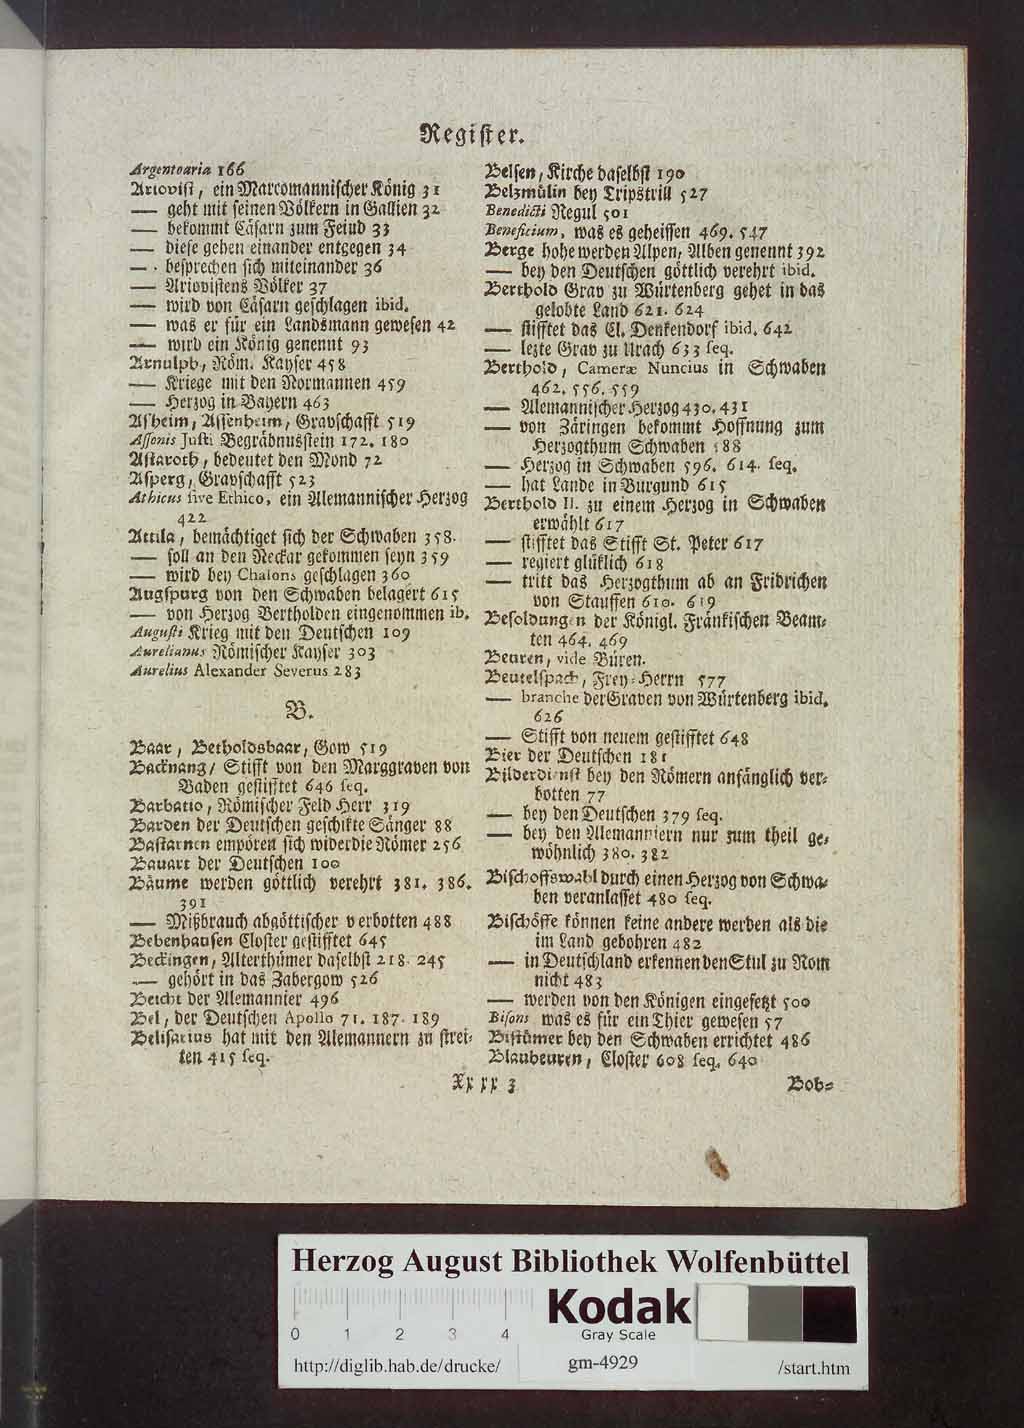 Register.
Argentoaria 166
Ariovist, ein Marcomannischer König 31
— geht mit seinen Völkern in Gallien 32
— bekommt Cäsarn zum Feind 33
— diese gehen einander entgegen 34
— besprechen sich miteinander 36
— Ariovistens Völker 37
— wird von Cäsarn geschlagen ibid.
— was er für ein Landsmann gewesen 42
— wird ein König genennt 93
Arnulph, Röm. Kayser 458
— Kriege mit den Normannen 459
— Herzog in Bayern 463
Asheim, Assenheim, Gravschafft 519
Assonis Justi Begräbnusstein 172. 180
Astaroth, bedeutet den Mond 72
Asperg, Gravschafft 523
Athicus sive Ethico, ein Alemannischer Herzog
422
Attila, bemächtiget sich der Schwaben 358.
— soll an den Neckar gekommen seyn 359
— wird bey Chalons geschlagen 360
Augspurg von den Schwaben belagert 615
— von Herzog Bertholden eingenommen ib.
Augusti Krieg mit den Deutschen 109
Aurelianus Römischer Kayser 303
Aurelius Alexander Severus 283
B.
Baar, Betholdsbaar, Gow 519
Backnang/ Stifft von den Marggraven von
Baden gestifftet 646 seq.
Barbatio, Römischer Feld Herr 319
Barden der Deutschen geschikte Sänger 88
Bastarnen empören sich wider die Römer 256
Bauart der Deutschen 100
Bäume werden göttlich verehrt 381. 386.
391
— Mißbrauch abgöttischer verbotten 488
Bebenhausen Closter gestifftet 645
Beckingen, Alterthümer daselbst 218. 245
— gehört in das Zabergow 526
Beicht der Alemannier 496
Bel, der Deutschen Apollo 71. 187. 189
Belisarius hat mit den Alemannern zu strei-
ten 415 seq.
Belsen, Kirche daselbst 190
Belzmülin bey Tripstrill 527
Benedicti Regul 501
Beneficium, was es geheissen 469. 547
Berge hohe werden Alpen, Alben genennt 392
— bey den Deutschen göttlich verehrt ibid.
Berthold Grav zu Würtenberg gehet in das
gelobte Land 621. 624
— stifftet das Cl. Denkendorf ibid. 642
— lezte Grav zu Urach 633 seq.
Berthold, Cameræ Nuncius in Schwaben
462. 556. 559
— Alemannischer Herzog 430. 431
— von Zäringen bekommt Hoffnung zum
Herzogthum Schwaben 588
— Herzog in Schwaben 596. 614. seq.
— hat Lande in Burgund 615
Berthold II. zu einem Herzog in Schwaben
erwählt 617
— stifftet das Stifft St. Peter 617
— regiert glüklich 618
— tritt das Herzogthum ab an Fridrichen
von Stauffen 610. 619
Besoldungen der Königl. Fränkischen Beam-
ten 464. 469
Beuren, vide Büren.
Beutelspach, Frey-Herrn 577
— branche der Graven von Würtenberg ibid.
626
— Stifft von neuem gestifftet 648
Bier der Deutschen 181
Bilderdienst bey den Römern anfänglich ver-
botten 77
— bey den Deutschen 379 seq.
— bey den Alemanniern nur zum theil ge-
wöhnlich 380. 382
Bischoffswahl durch einen Herzog von Schwa-
ben veranlasset 480 seq.
Bischöffe können keine andere werden als die
im Land gebohren 482
— in Deutschland erkennen den Stul zu Rom
nicht 483
— werden von den Königen eingesetzt 500
Bisons was es für ein Thier gewesen 57
Bistümer bey den Schwaben errichtet 486
Blaubeuren, Closter 608 seq. 640
Xx xx 3
Bob-
Herzog August Bibliothek Wolfenbüttel
Kodak
Gray Scale
0 1 2 3 4
http://diglib.hab.de/drucke/
gm-4929
/start.htm